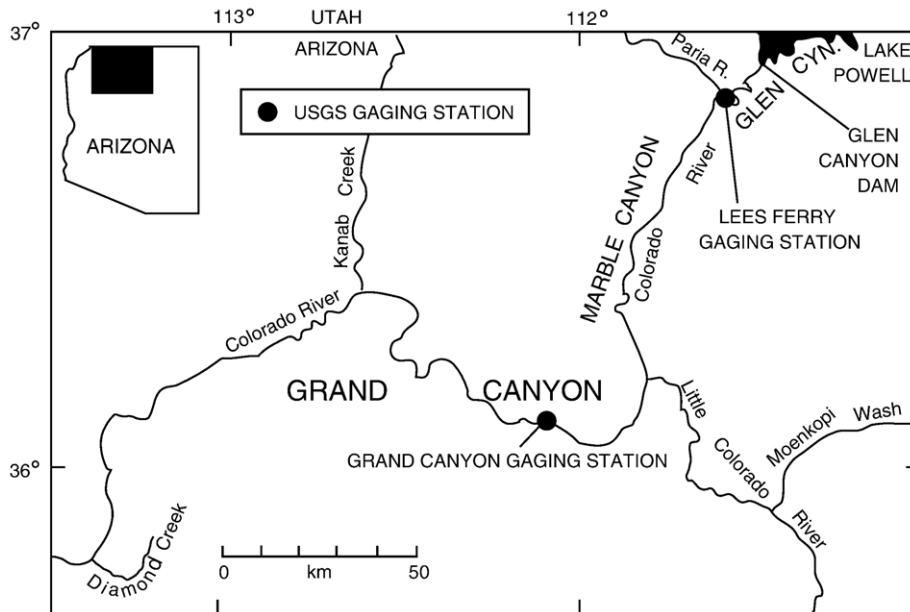 113°
UTAH
112°
37°
ARIZONA
Paria R.
GLEN CYN.
LAKE
POWELL
USGS GAGING STATION
ARIZONA
GLEN
CANYON
DAM
Kanab Creek
MARBLE CANYON
Colorado River
LEES FERRY
GAGING STATION
Colorado River
GRAND CANYON
Little Colorado River
Moenkopi Wash
GRAND CANYON GAGING STATION
36°
Diamond Creek
0 50
km